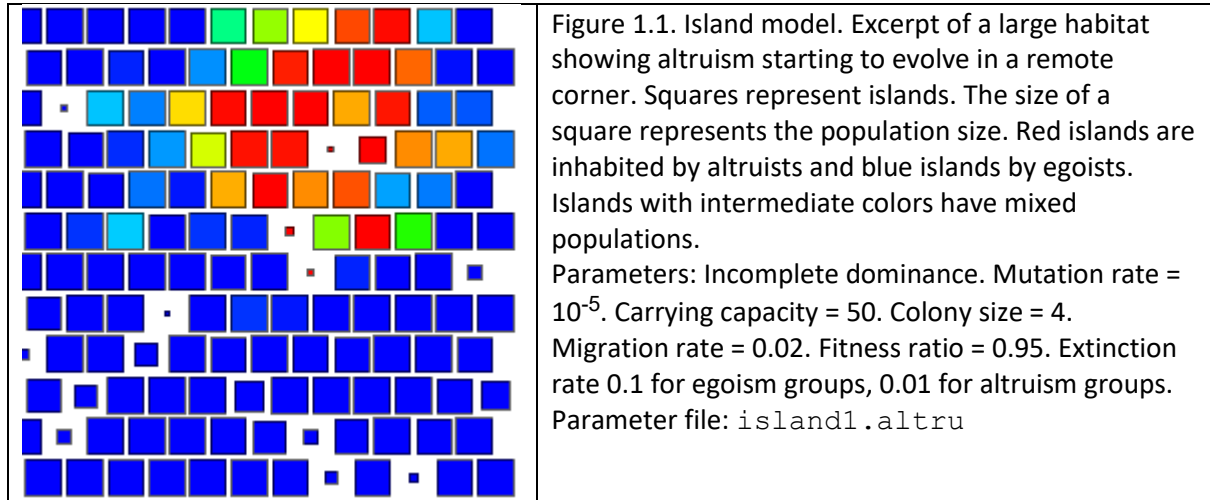 Figure 1.1. Island model. Excerpt of a large habitat
showing altruism starting to evolve in a remote
corner. Squares represent islands. The size of a
square represents the population size. Red islands are
inhabited by altruists and blue islands by egoists.
Islands with intermediate colors have mixed
populations.
Parameters: Incomplete dominance. Mutation rate =
10⁻⁵. Carrying capacity = 50. Colony size = 4.
Migration rate = 0.02. Fitness ratio = 0.95. Extinction
rate 0.1 for egoism groups, 0.01 for altruism groups.
Parameter file: island1.altru